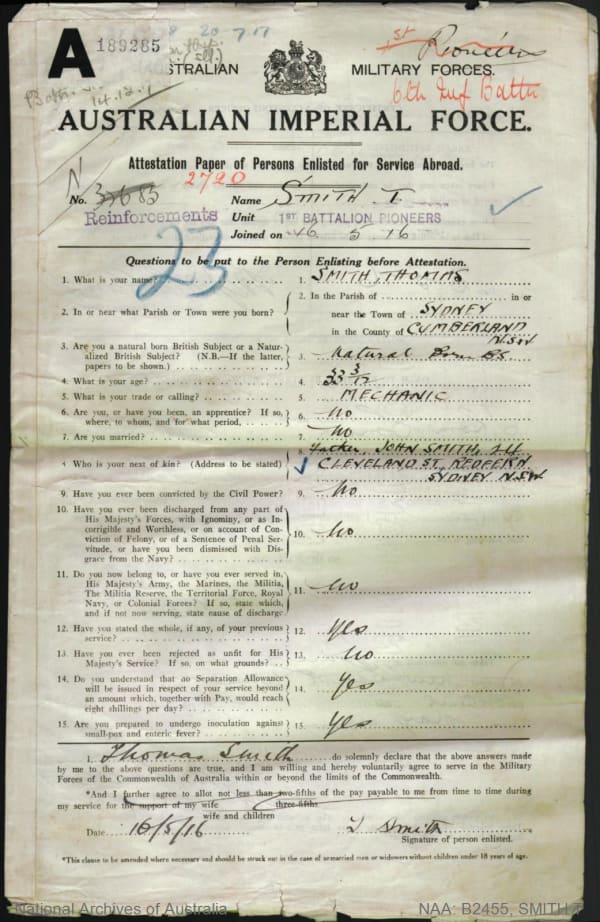 A 189285
20-7-17
1st Pioneers
AUSTRALIAN MILITARY FORCES.
6th Inf Battn
AUSTRALIAN IMPERIAL FORCE.
Attestation Paper of Persons Enlisted for Service Abroad.
N
No. 2720 Name SMITH T.
Reinforcements Unit 1ST BATTALION PIONEERS
Joined on 16. 5 16
23
Questions to be put to the Person Enlisting before Attestation.
1. What is your name? 1. SMITH, THOMAS
2. In or near what Parish or Town were you born? 2. In the Parish of in or
near the Town of SYDNEY
in the County of CUMBERLAND
N.S.W
3. Are you a natural born British Subject or a Natur-
alized British Subject? (N.B.—If the latter,
papers to be shown.) 3. Natural Born BS.
4. What is your age? 4. 33 3/12
5. What is your trade or calling? 5. MECHANIC
6. Are you, or have you been, an apprentice? If so,
where, to whom, and for what period, 6. No
7. Are you married? 7. No
8. Who is your next of kin? (Address to be stated) 8. Father, JOHN SMITH,
CLEVELAND ST, REDFERN
SYDNEY N.S.W
9. Have you ever been convicted by the Civil Power? 9. No
10. Have you ever been discharged from any part of
His Majesty's Forces, with Ignominy, or as In-
corrigible and Worthless, or on account of Con-
viction of Felony, or of a Sentence of Penal Ser-
vitude, or have you been dismissed with Dis-
grace from the Navy? 10. No
11. Do you now belong to, or have you ever served in,
His Majesty's Army, the Marines, the Militia,
The Militia Reserve, the Territorial Force, Royal
Navy, or Colonial Forces? If so, state which,
and if not now serving, state cause of discharge 11. No
12. Have you stated the whole, if any, of your previous
service? 12. Yes
13. Have you ever been rejected as unfit for His
Majesty's Service? If so, on what grounds? 13. No
14. Do you understand that no Separation Allowance
will be issued in respect of your service beyond
an amount which, together with Pay, would reach
eight shillings per day? 14. Yes
15. Are you prepared to undergo inoculation against
small-pox and enteric fever? 15. Yes
I, Thomas Smith do solemnly declare that the above answers made
by me to the above questions are true, and I am willing and hereby voluntarily agree to serve in the Military
Forces of the Commonwealth of Australia within or beyond the limits of the Commonwealth.
*And I further agree to allot not less than two-fifths of the pay payable to me from time to time during
three-fifths
my service for the support of my wife
wife and children
Date 16/5/16 T Smith
Signature of person enlisted.
*This clause to be amended where necessary and should be struck out in the case of unmarried men or widowers without children under 18 years of age.
National Archives of Australia NAA: B2455, SMITH T